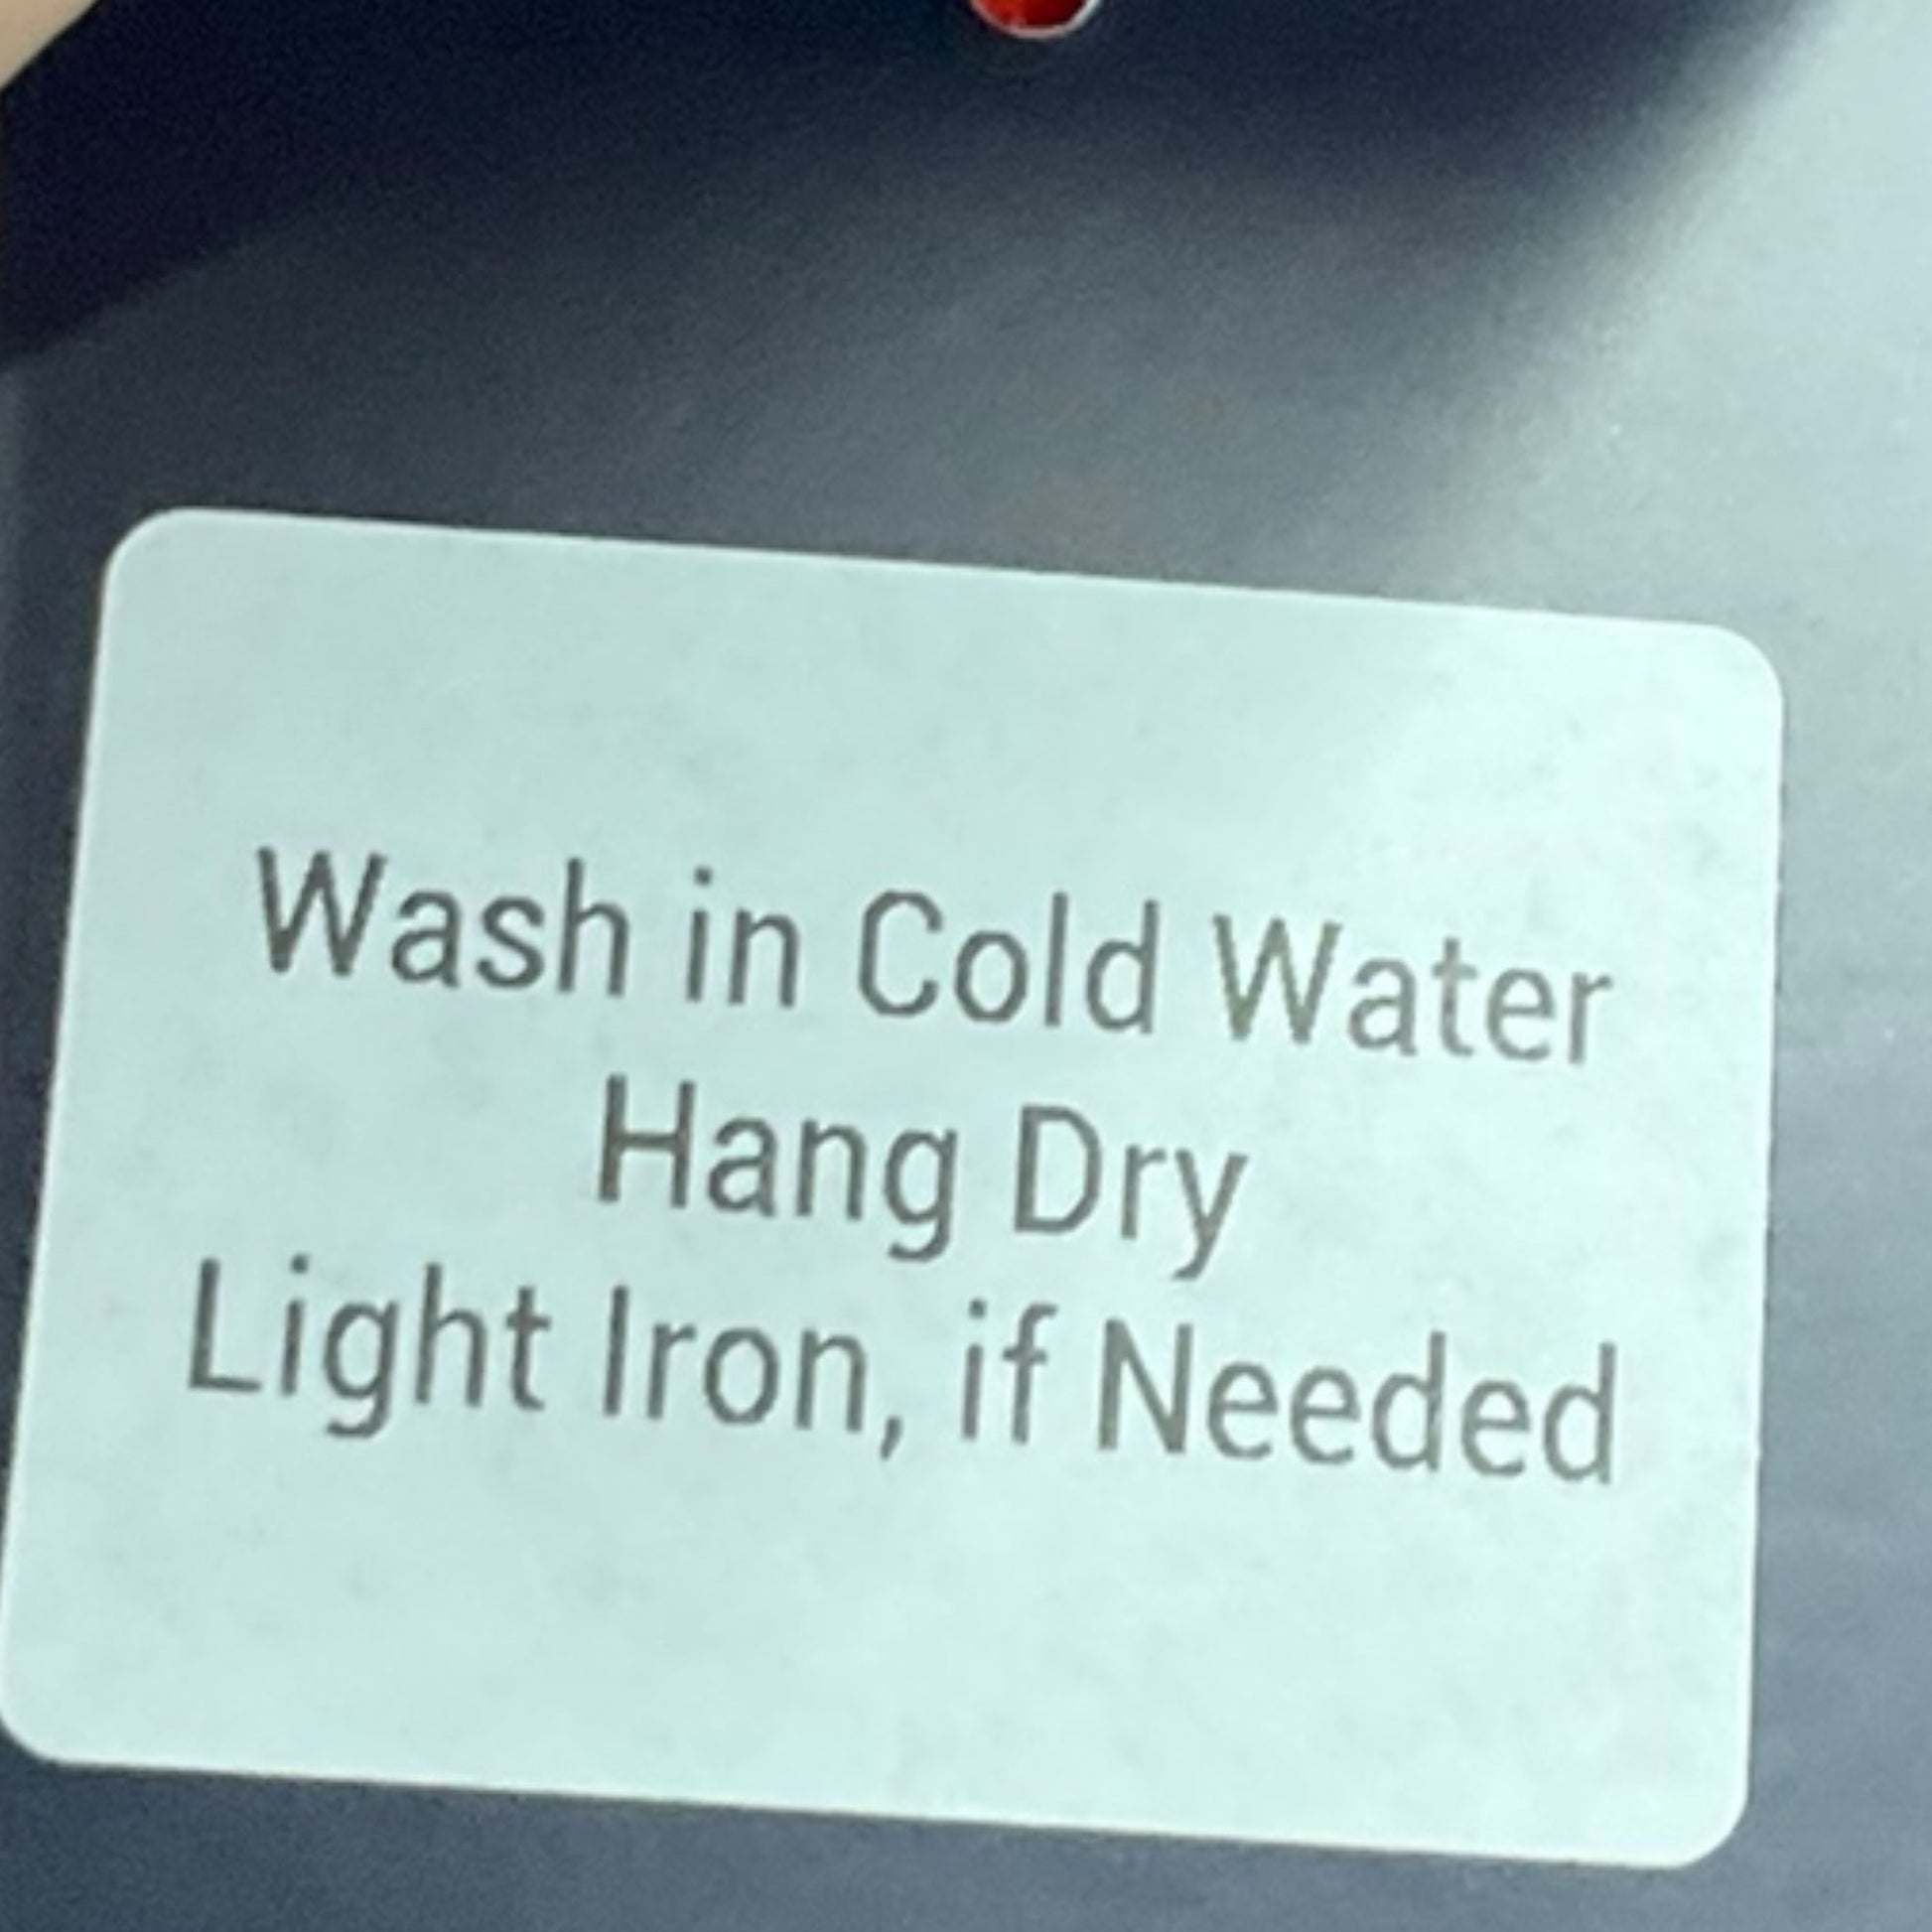 Wash in Cold Water
Hang Dry
Light Iron, if Needed